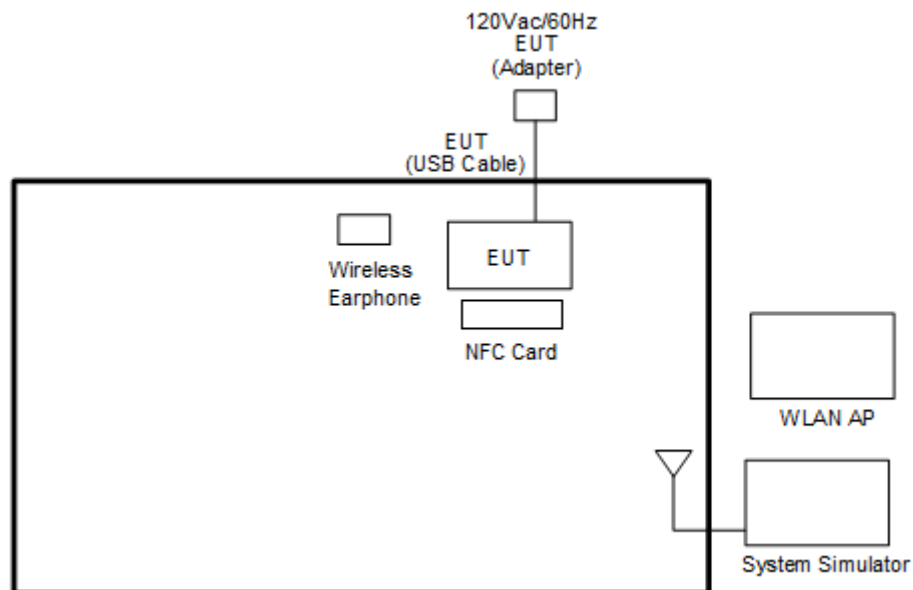 120Vac/60Hz
EUT
(Adapter)
EUT
(USB Cable)
EUT
Wireless
Earphone
NFC Card
WLAN AP
System Simulator